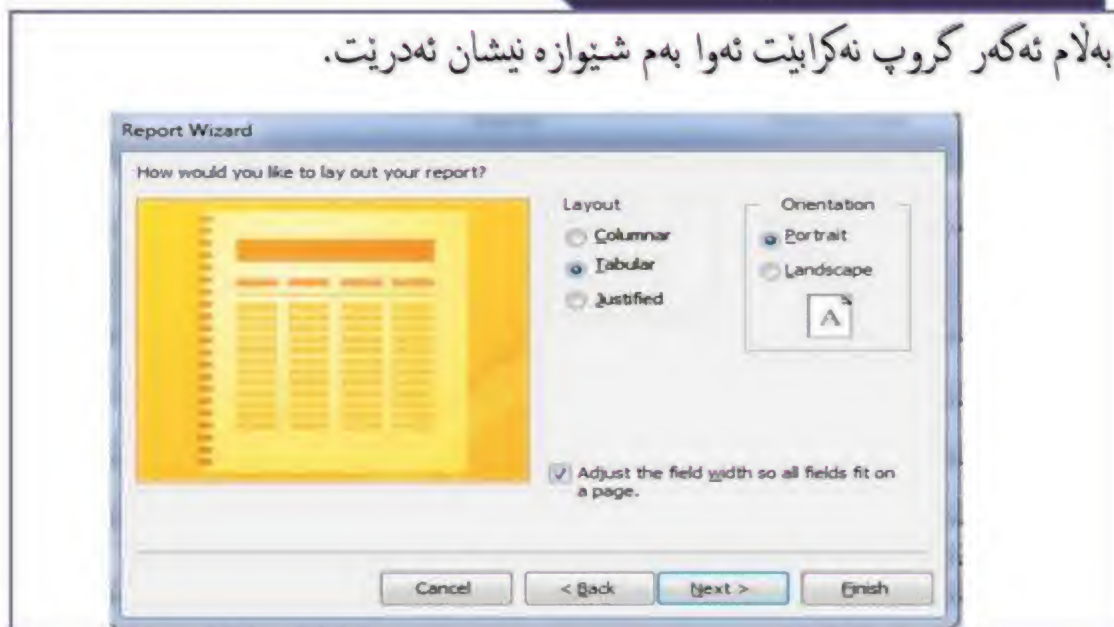 بەڵام ئەگەر گروپ نەکرابێت ئەوا بەم شێوازە نیشان ئەدرێت.
Report Wizard
How would you like to lay out your report?
Layout
Columnar
Tabular
Justified
Orientation
Portrait
Landscape
A
Adjust the field width so all fields fit on
a page.
Cancel
< Back
Next >
Finish